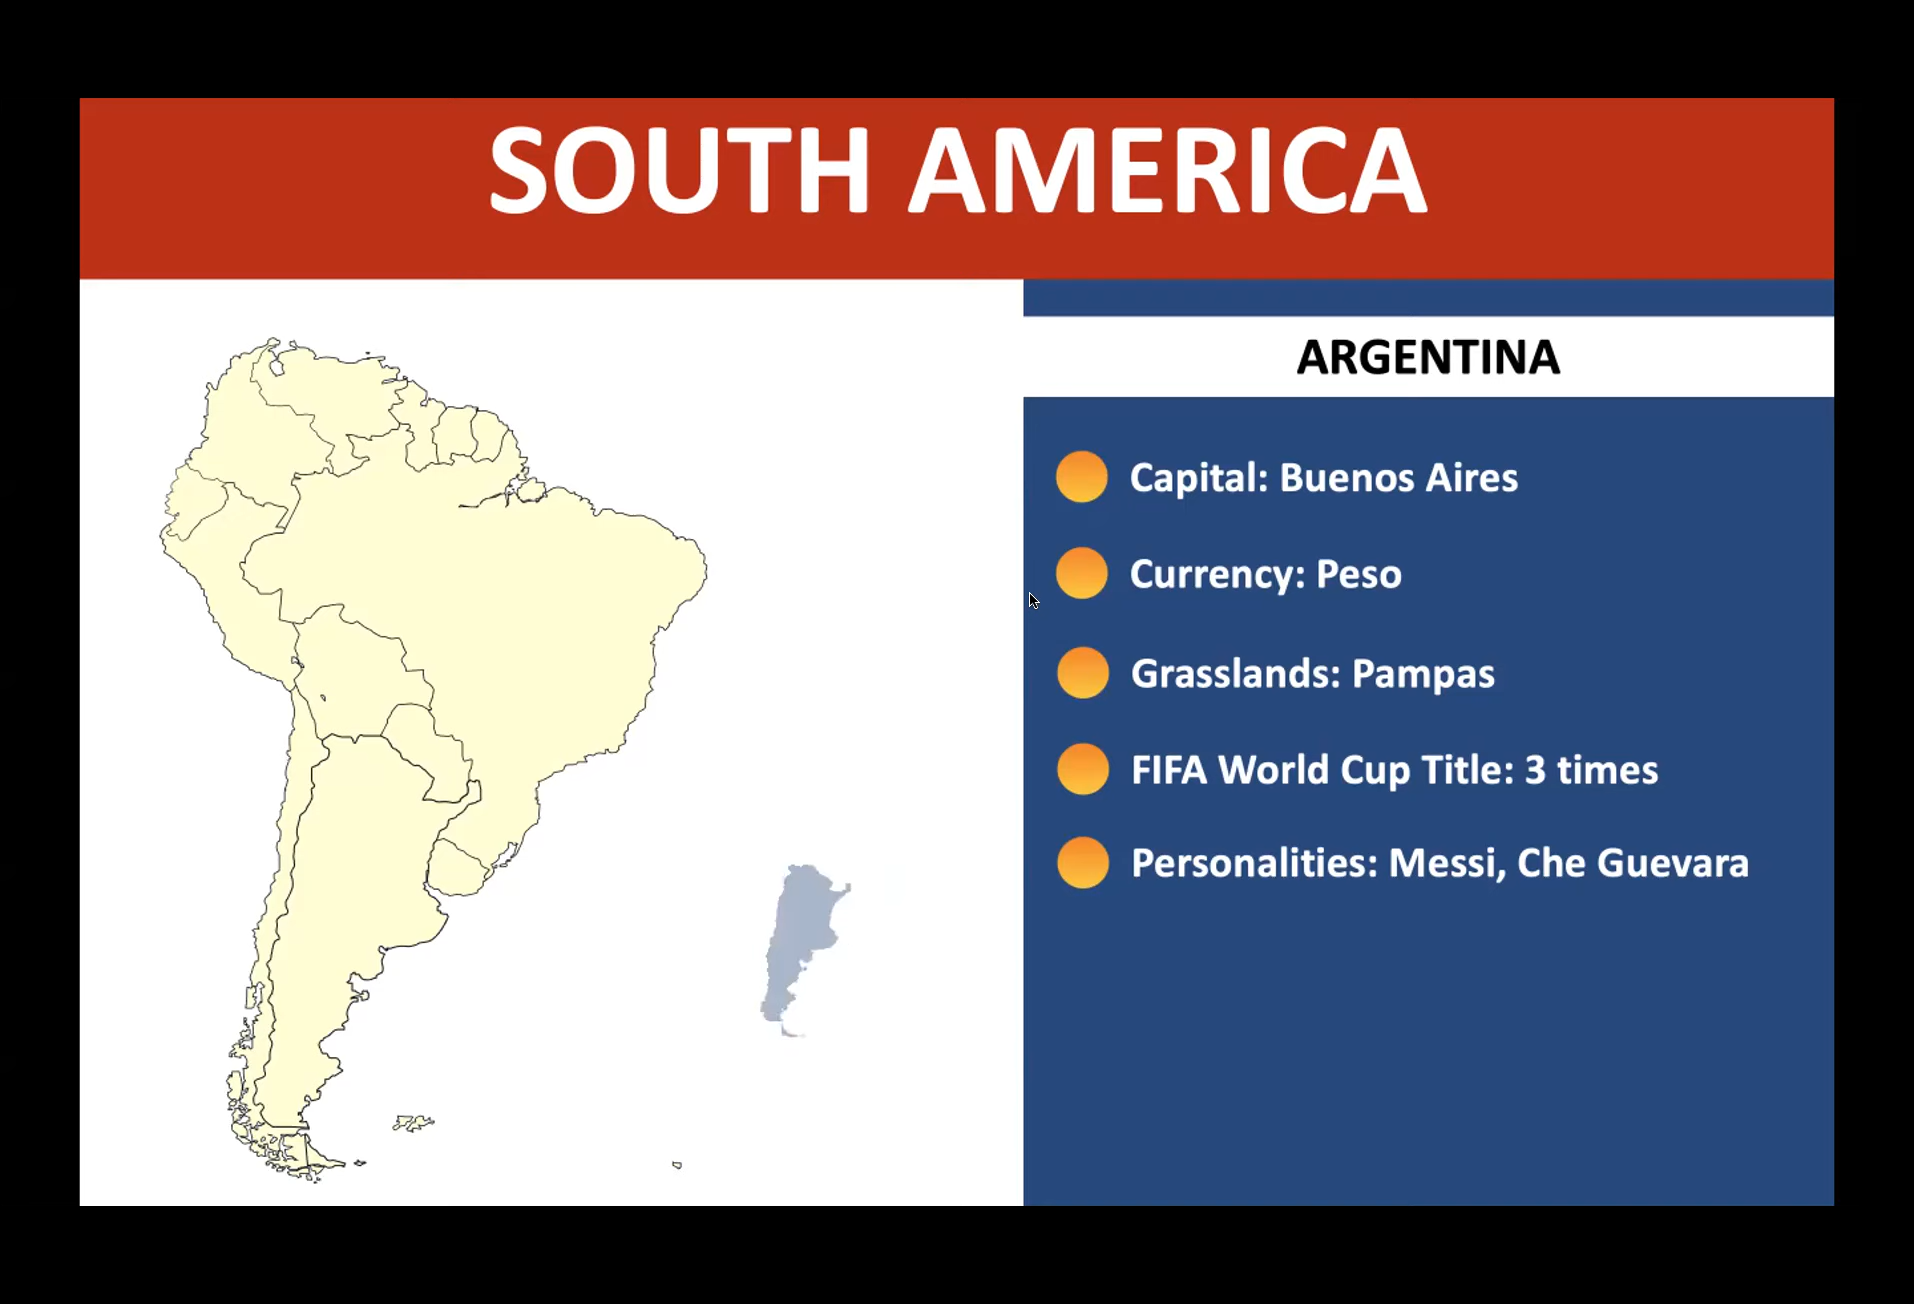 SOUTH AMERICA
ARGENTINA
Capital: Buenos Aires
Currency: Peso
Grasslands: Pampas
FIFA World Cup Title: 3 times
Personalities: Messi, Che Guevara